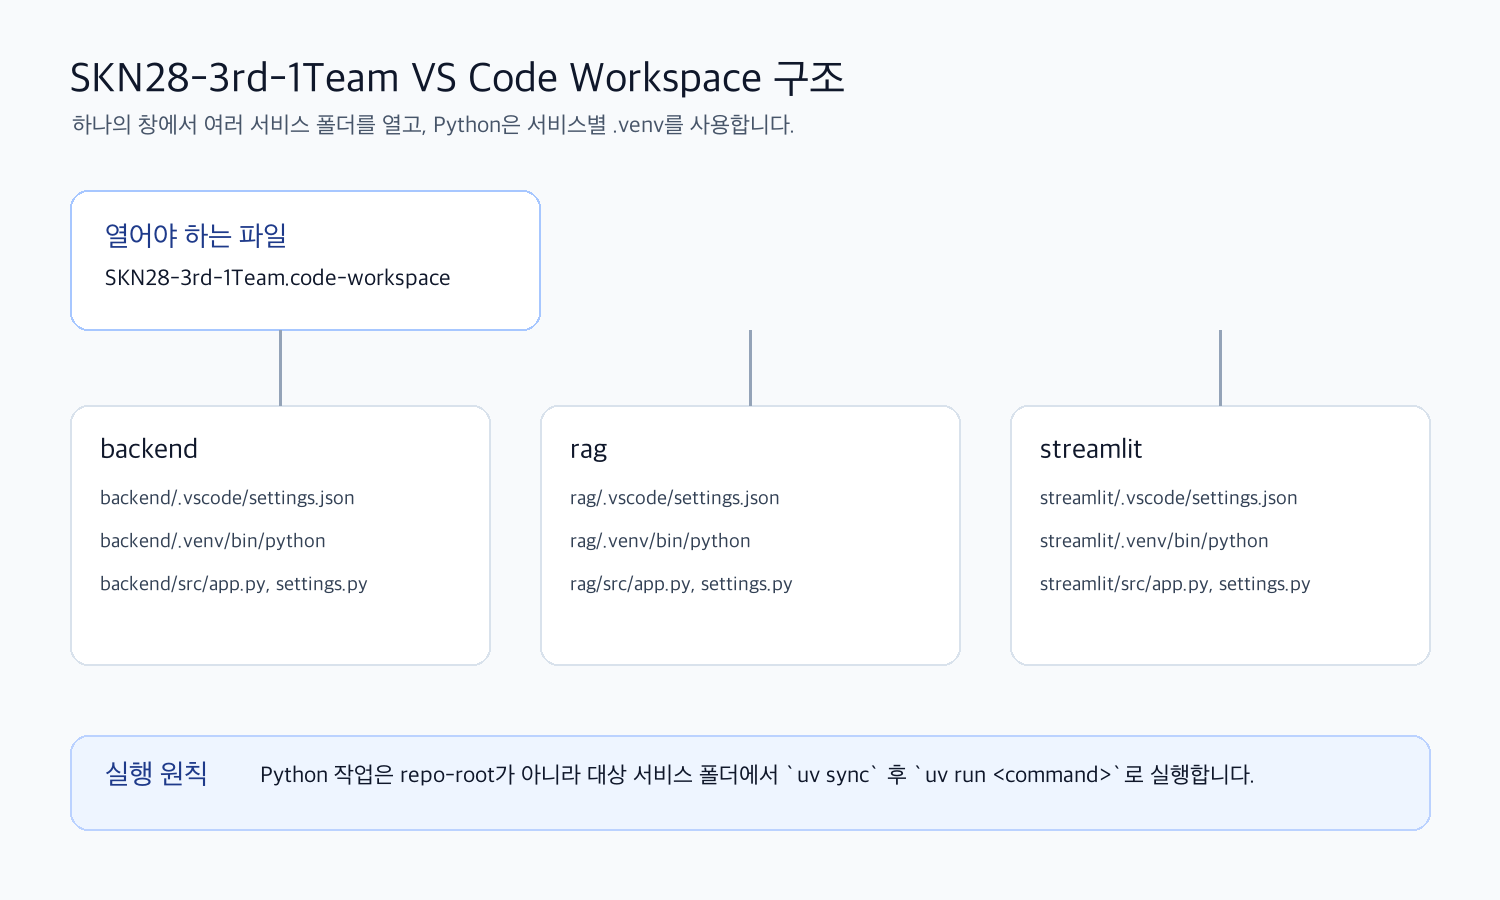 SKN28-3rd-1Team VS Code Workspace 구조
하나의 창에서 여러 서비스 폴더를 열고, Python은 서비스별 .venv를 사용합니다.
열어야 하는 파일
SKN28-3rd-1Team.code-workspace
backend
backend/.vscode/settings.json
backend/.venv/bin/python
backend/src/app.py, settings.py
rag
rag/.vscode/settings.json
rag/.venv/bin/python
rag/src/app.py, settings.py
streamlit
streamlit/.vscode/settings.json
streamlit/.venv/bin/python
streamlit/src/app.py, settings.py
실행 원칙
Python 작업은 repo-root가 아니라 대상 서비스 폴더에서 `uv sync` 후 `uv run <command>`로 실행합니다.